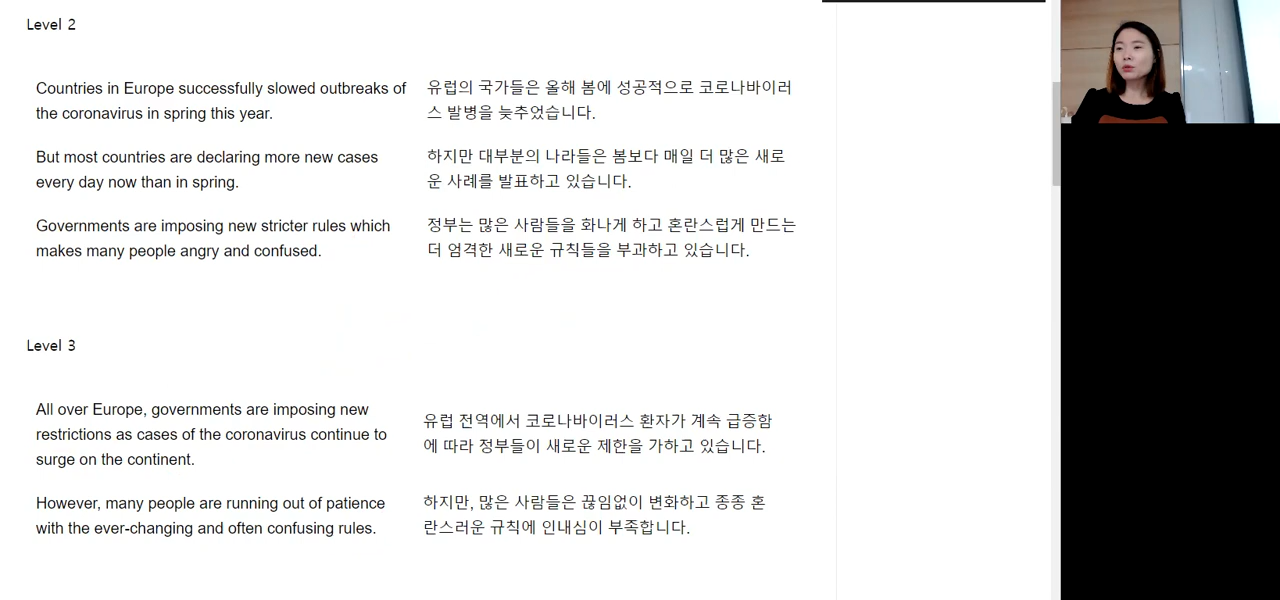 Level 2
Countries in Europe successfully slowed outbreaks of
the coronavirus in spring this year.
유럽의 국가들은 올해 봄에 성공적으로 코로나바이러
스 발병을 늦추었습니다.
But most countries are declaring more new cases
every day now than in spring.
하지만 대부분의 나라들은 봄보다 매일 더 많은 새로
운 사례를 발표하고 있습니다.
Governments are imposing new stricter rules which
makes many people angry and confused.
정부는 많은 사람들을 화나게 하고 혼란스럽게 만드는
더 엄격한 새로운 규칙들을 부과하고 있습니다.
Level 3
All over Europe, governments are imposing new
restrictions as cases of the coronavirus continue to
surge on the continent.
유럽 전역에서 코로나바이러스 환자가 계속 급증함
에 따라 정부들이 새로운 제한을 가하고 있습니다.
However, many people are running out of patience
with the ever-changing and often confusing rules.
하지만, 많은 사람들은 끊임없이 변화하고 종종 혼
란스러운 규칙에 인내심이 부족합니다.